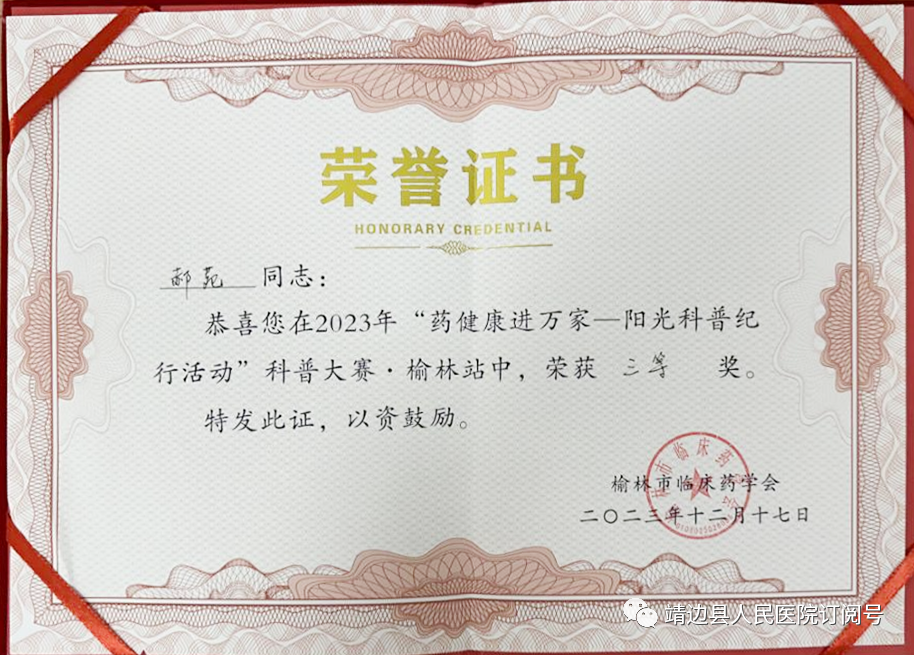 荣誉证书
HONORARY CREDENTIAL
郝苑 同志：
恭喜您在2023年“药健康进万家—阳光科普纪
行活动”科普大赛·榆林站中，荣获 三等 奖。
特发此证，以资鼓励。
榆林市临床药学会
二〇二三年十二月十七日
靖边县人民医院订阅号